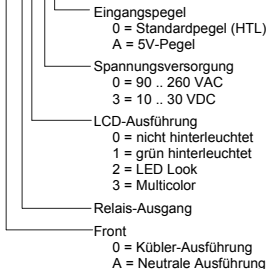 Eingangspegel
0 = Standardpegel (HTL)
A = 5V-Pegel
Spannungsversorgung
0 = 90 .. 260 VAC
3 = 10 .. 30 VDC
LCD-Ausführung
0 = nicht hinterleuchtet
1 = grün hinterleuchtet
2 = LED Look
3 = Multicolor
Relais-Ausgang
Front
0 = Kübler-Ausführung
A = Neutrale Ausführung